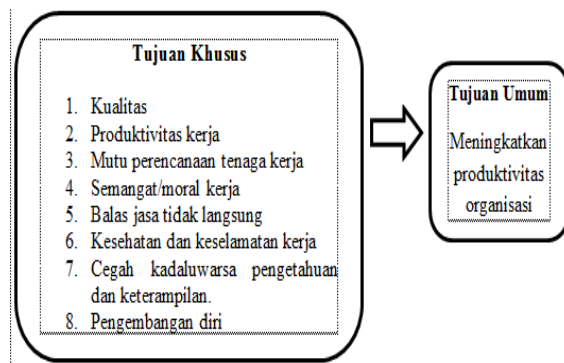 Tujuan Khusus
1. Kualitas
2. Produktivitas kerja
3. Mutu perencanaan tenaga kerja
4. Semangat/moral kerja
5. Balas jasa tidak langsung
6. Kesehatan dan keselamatan kerja
7. Cegah kadaluwarsa pengetahuan
dan keterampilan.
8. Pengembangan diri
Tujuan Umum
Meningkatkan
produktivitas
organisasi